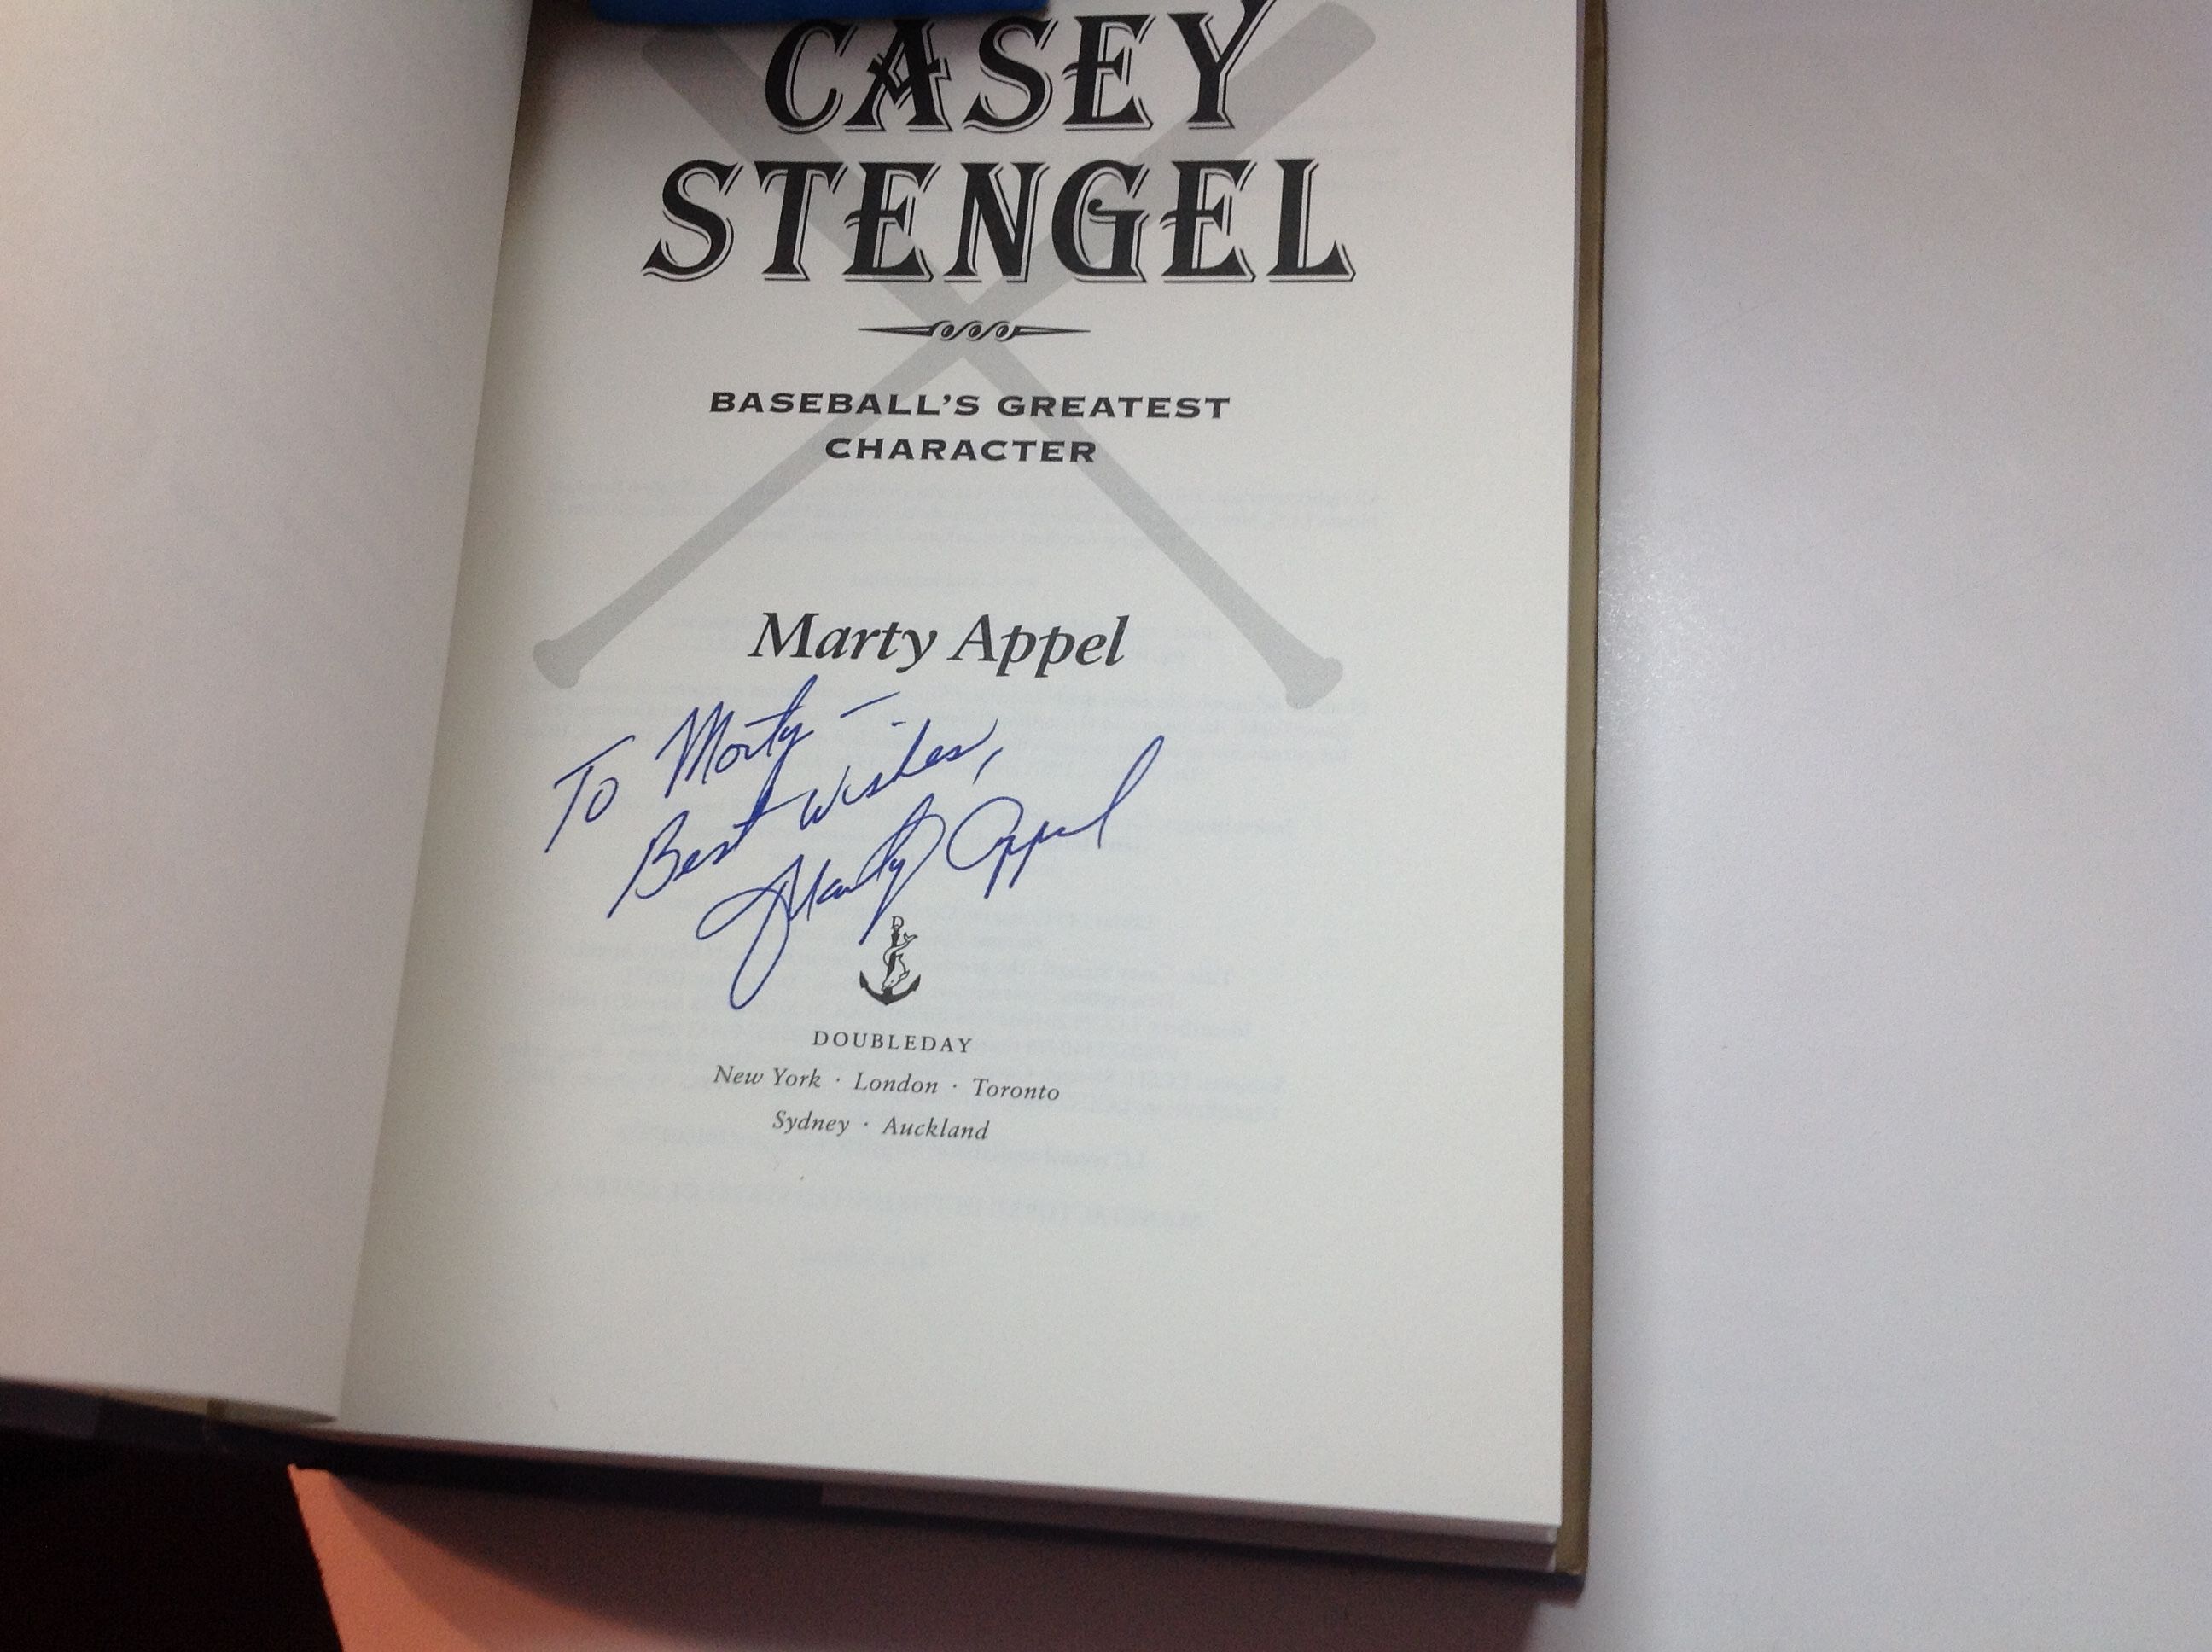 CASEY
STENGEL
BASEBALL'S GREATEST
CHARACTER
Marty Appel
To Morty –
Best wishes,
Marty Appel
D
DOUBLEDAY
New York · London · Toronto
Sydney · Auckland